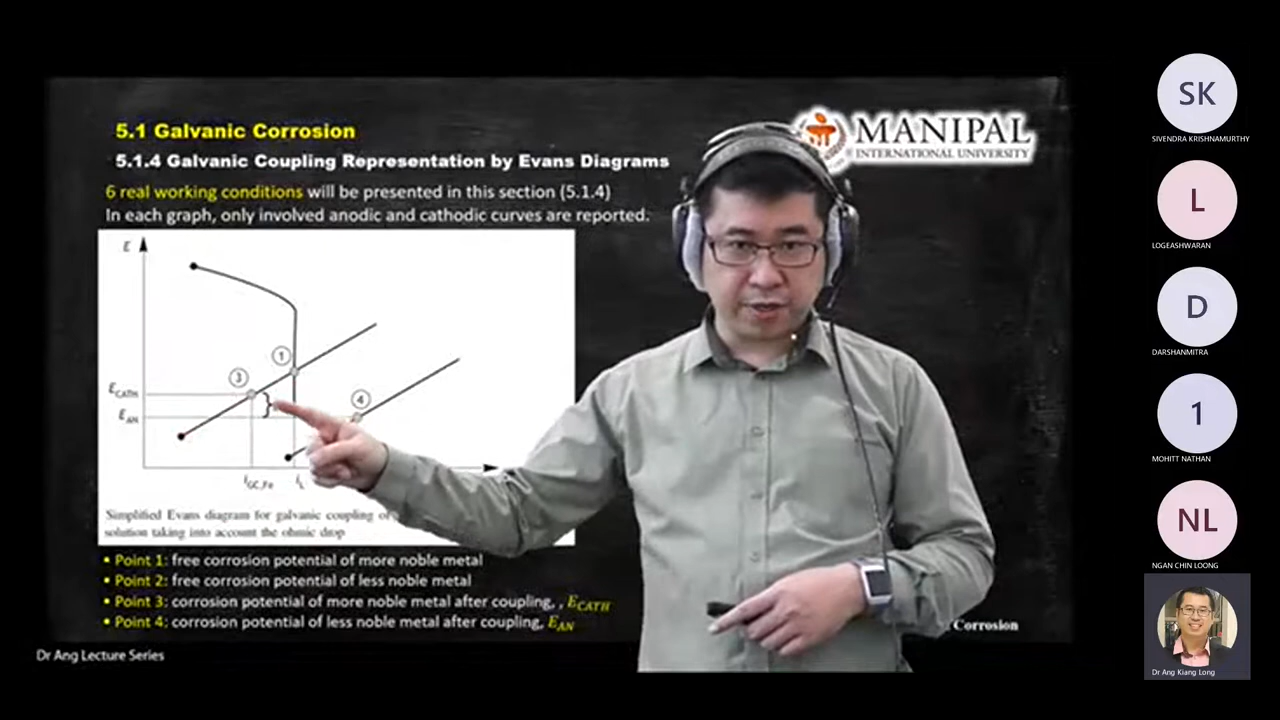 5.1 Galvanic Corrosion
MANIPAL
INTERNATIONAL UNIVERSITY
5.1.4 Galvanic Coupling Representation by Evans Diagrams
6 real working conditions will be presented in this section (5.1.4)
In each graph, only involved anodic and cathodic curves are reported.
E
1
3
4
E_CATH
E_AN
i_GC,Fe i_L
Simplified Evans diagram for galvanic coupling of
solution taking into account the ohmic drop
• Point 1: free corrosion potential of more noble metal
• Point 2: free corrosion potential of less noble metal
• Point 3: corrosion potential of more noble metal after coupling, , E_CATH
• Point 4: corrosion potential of less noble metal after coupling, E_AN
Corrosion
Dr Ang Lecture Series
SK
SIVENDRA KRISHNAMURTHY
L
LOGEASHWARAN
D
DARSHANMITRA
1
MOHITT NATHAN
NL
NGAN CHIN LOONG
Dr Ang Kiang Long